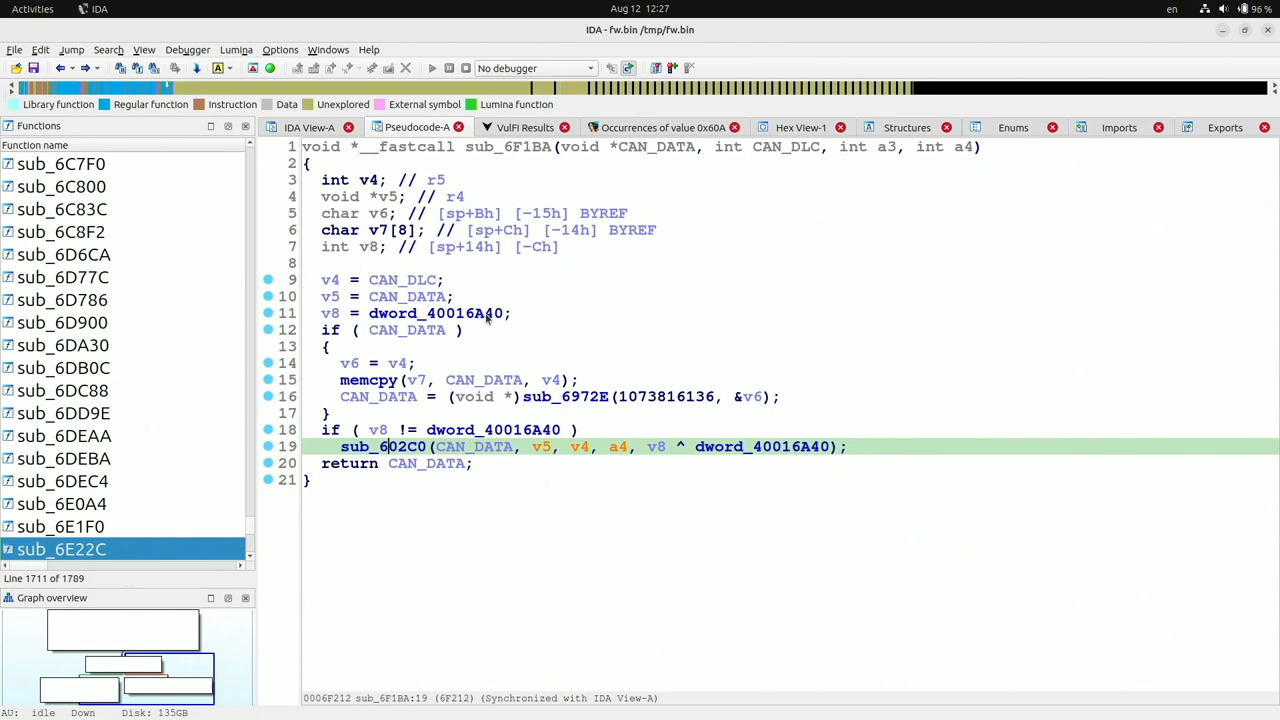 Activities IDA Aug 12 12:27 en 96 %
IDA - fw.bin /tmp/fw.bin
File Edit Jump Search View Debugger Lumina Options Windows Help
No debugger
Library function Regular function Instruction Data Unexplored External symbol Lumina function
Functions
IDA View-A Pseudocode-A VulFi Results Occurrences of value 0x60A Hex View-1 Structures Enums Imports Exports
Function name
sub_6C7F0
sub_6C800
sub_6C83C
sub_6C8F2
sub_6D6CA
sub_6D77C
sub_6D786
sub_6D900
sub_6DA30
sub_6DB0C
sub_6DC88
sub_6DD9E
sub_6DEAA
sub_6DEBA
sub_6DEC4
sub_6E0A4
sub_6E1F0
sub_6E22C
Line 1711 of 1789
Graph overview
1 void *__fastcall sub_6F1BA(void *CAN_DATA, int CAN_DLC, int a3, int a4)
2 {
3 int v4; // r5
4 void *v5; // r4
5 char v6; // [sp+Bh] [-15h] BYREF
6 char v7[8]; // [sp+Ch] [-14h] BYREF
7 int v8; // [sp+14h] [-Ch]
8
9 v4 = CAN_DLC;
10 v5 = CAN_DATA;
11 v8 = dword_40016A40;
12 if ( CAN_DATA )
13 {
14 v6 = v4;
15 memcpy(v7, CAN_DATA, v4);
16 CAN_DATA = (void *)sub_6972E(1073816136, &v6);
17 }
18 if ( v8 != dword_40016A40 )
19 sub_602C0(CAN_DATA, v5, v4, a4, v8 ^ dword_40016A40);
20 return CAN_DATA;
21 }
0006F212 sub_6F1BA:19 (6F212) (Synchronized with IDA View-A)
AU: idle Down Disk: 135GB